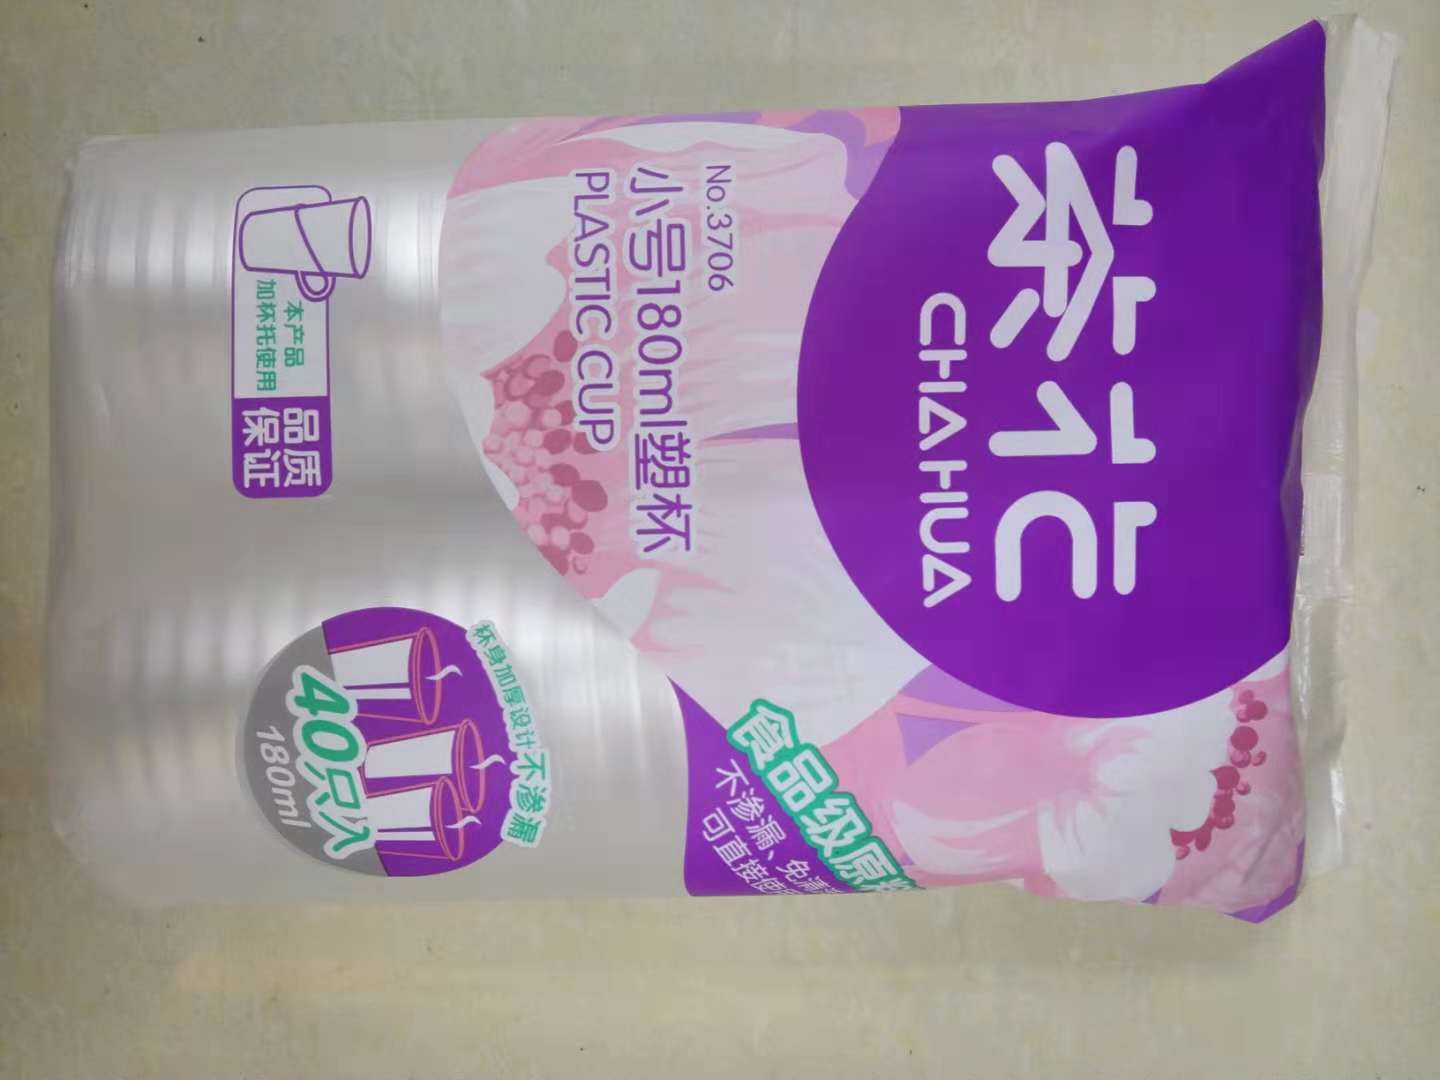 茶花
CHAHUA
No.3706
小号180ml塑杯
PLASTIC CUP
食品级原
不渗漏、免清
可直接使
本产品
加杯托使用
品质
保证
杯身加厚设计不渗漏
40只入
180ml